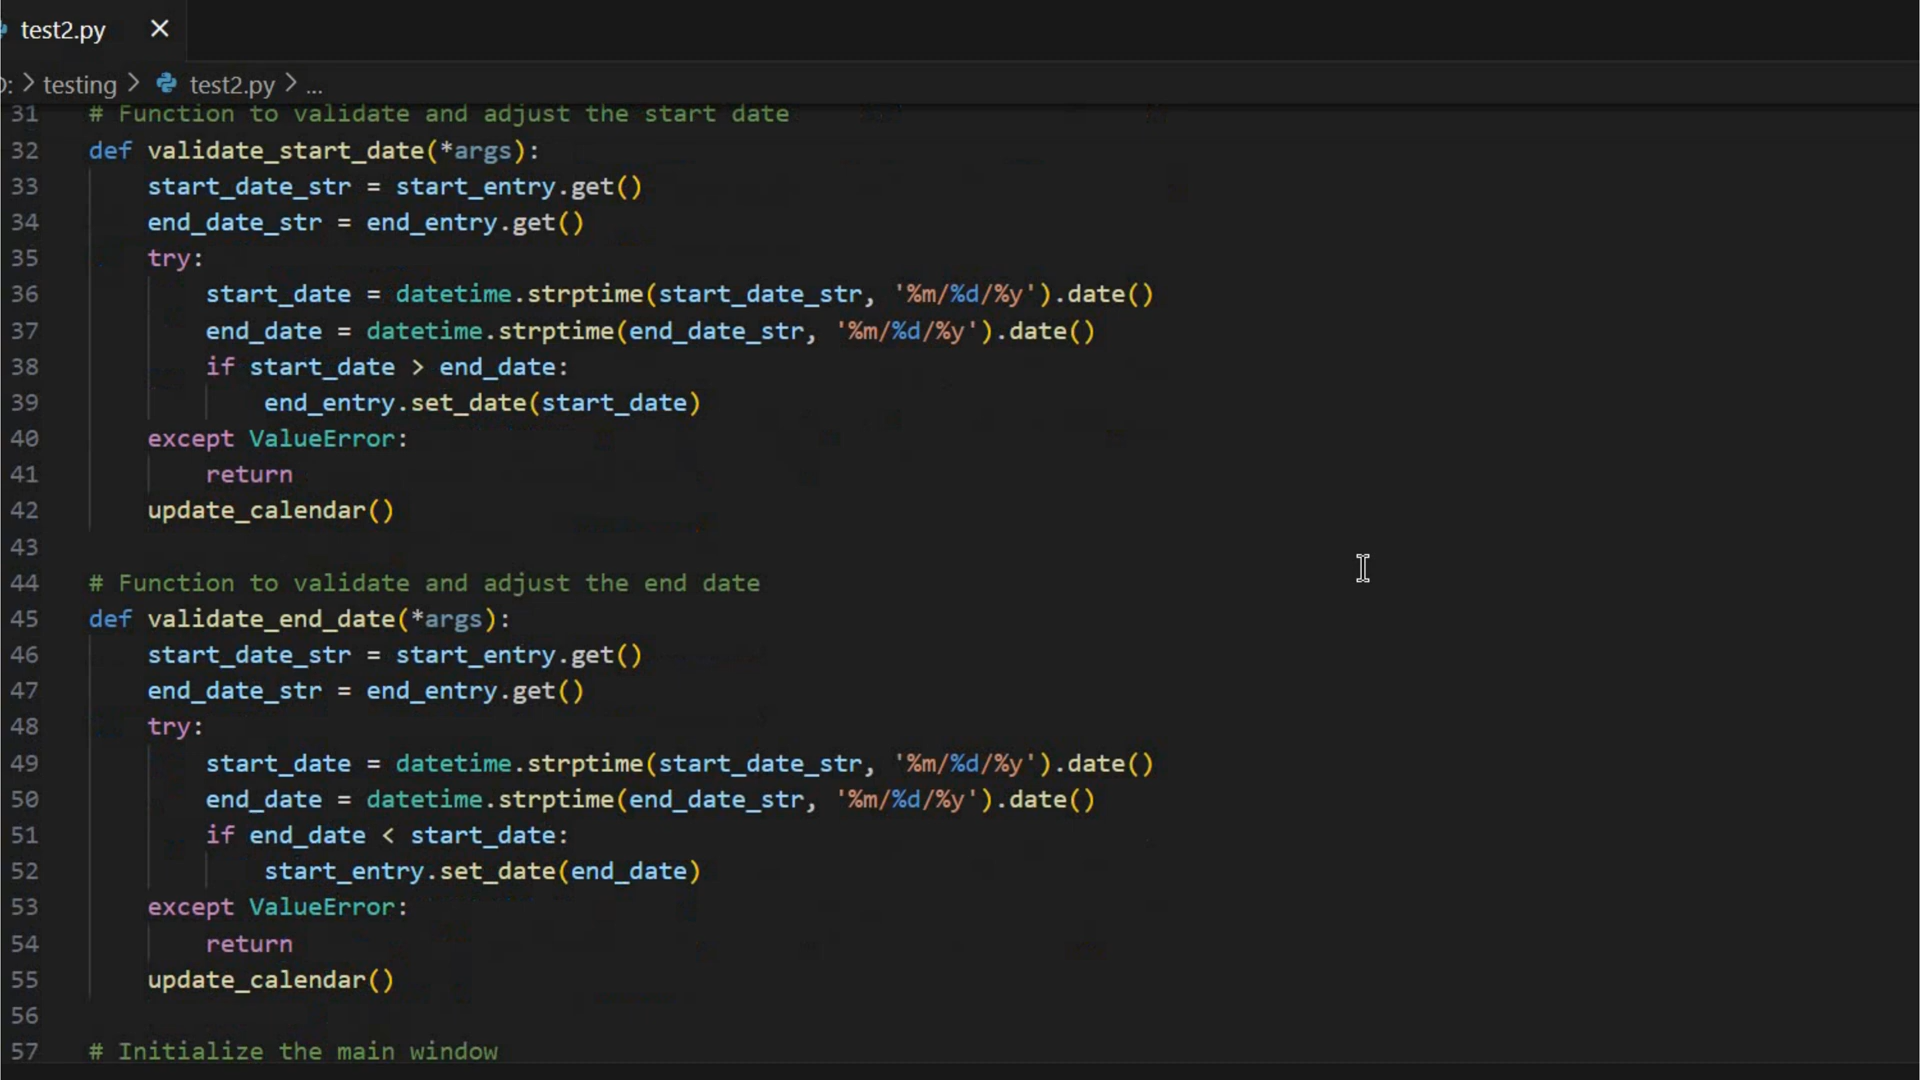 test2.py
testing > test2.py > ...
31 # Function to validate and adjust the start date
32 def validate_start_date(*args):
33     start_date_str = start_entry.get()
34     end_date_str = end_entry.get()
35     try:
36         start_date = datetime.strptime(start_date_str, '%m/%d/%y').date()
37         end_date = datetime.strptime(end_date_str, '%m/%d/%y').date()
38         if start_date > end_date:
39             end_entry.set_date(start_date)
40     except ValueError:
41         return
42     update_calendar()
43
44 # Function to validate and adjust the end date
45 def validate_end_date(*args):
46     start_date_str = start_entry.get()
47     end_date_str = end_entry.get()
48     try:
49         start_date = datetime.strptime(start_date_str, '%m/%d/%y').date()
50         end_date = datetime.strptime(end_date_str, '%m/%d/%y').date()
51         if end_date < start_date:
52             start_entry.set_date(end_date)
53     except ValueError:
54         return
55     update_calendar()
56
57 # Initialize the main window